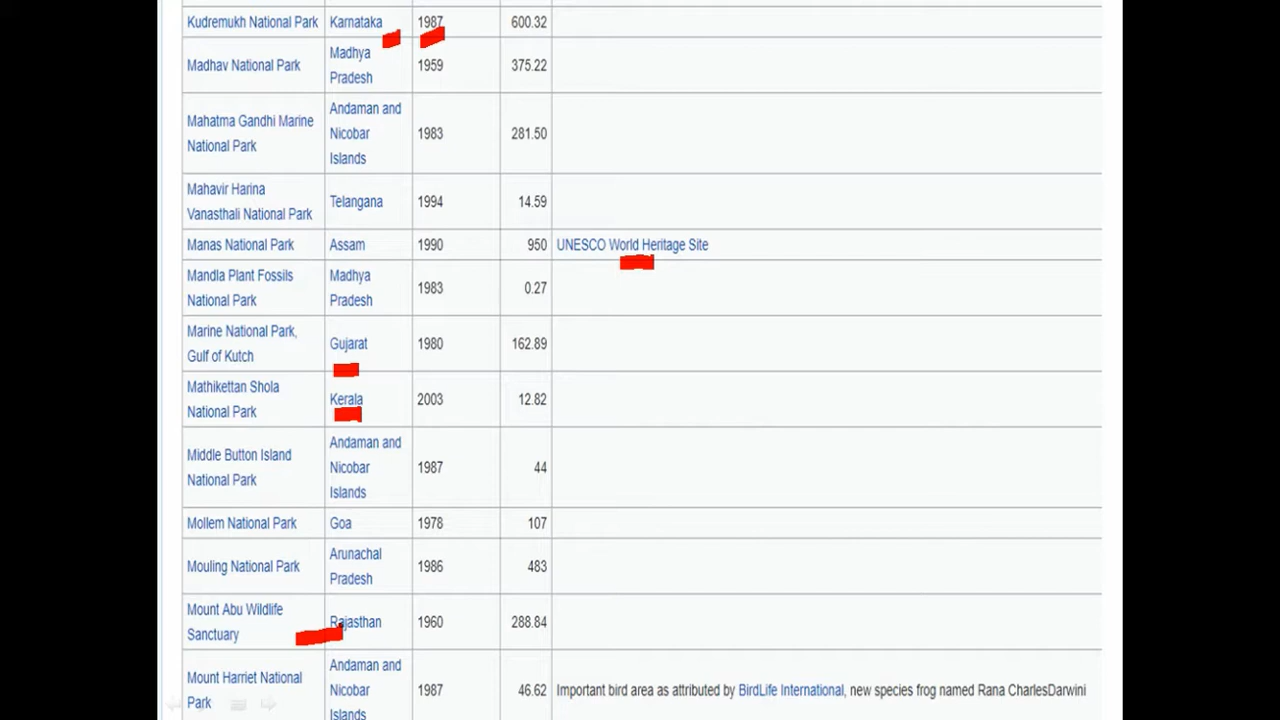 Kudremukh National Park Karnataka 1987 600.32
Madhav National Park Madhya Pradesh 1959 375.22
Mahatma Gandhi Marine National Park Andaman and Nicobar Islands 1983 281.50
Mahavir Harina Vanasthali National Park Telangana 1994 14.59
Manas National Park Assam 1990 950 UNESCO World Heritage Site
Mandla Plant Fossils National Park Madhya Pradesh 1983 0.27
Marine National Park, Gulf of Kutch Gujarat 1980 162.89
Mathikettan Shola National Park Kerala 2003 12.82
Middle Button Island National Park Andaman and Nicobar Islands 1987 44
Mollem National Park Goa 1978 107
Mouling National Park Arunachal Pradesh 1986 483
Mount Abu Wildlife Sanctuary Rajasthan 1960 288.84
Mount Harriet National Park Andaman and Nicobar Islands 1987 46.62 Important bird area as attributed by BirdLife International, new species frog named Rana CharlesDarwini